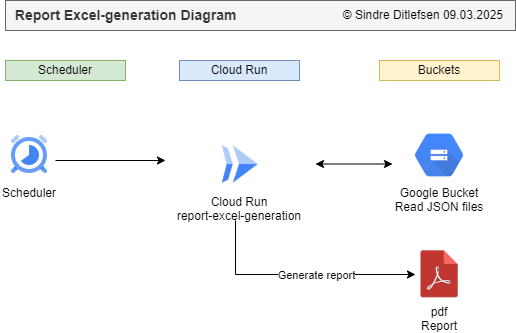 Report Excel-generation Diagram
© Sindre Ditlefsen 09.03.2025
Scheduler
Cloud Run
Buckets
Scheduler
Cloud Run
report-excel-generation
Google Bucket
Read JSON files
Generate report
pdf
Report